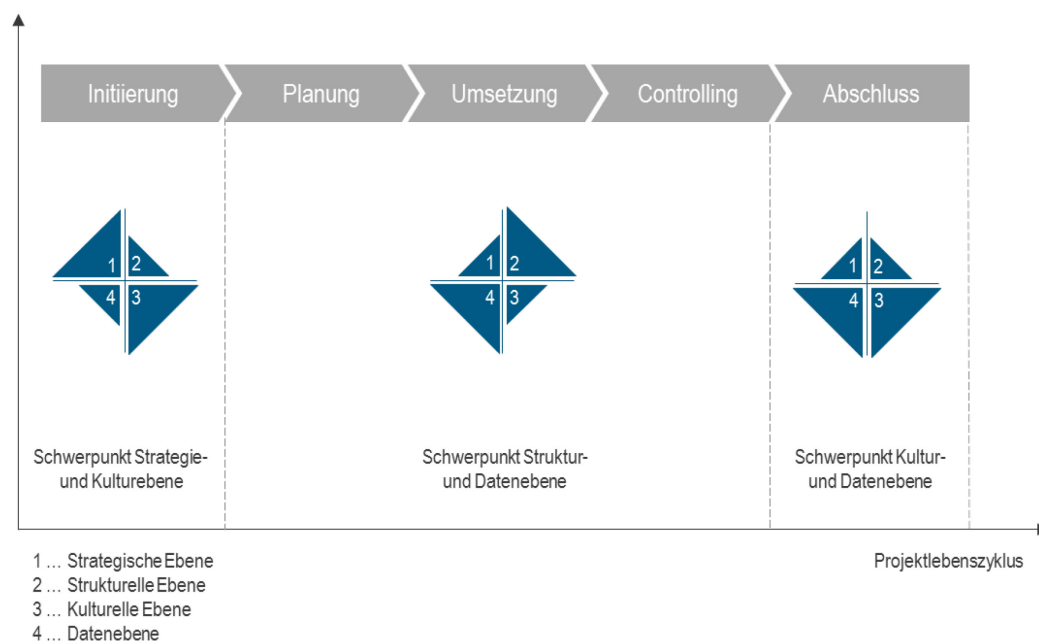 Initiierung
Planung
Umsetzung
Controlling
Abschluss
1 2
4 3
1 2
4 3
1 2
4 3
Schwerpunkt Strategie-
und Kulturebene
Schwerpunkt Struktur-
und Datenebene
Schwerpunkt Kultur-
und Datenebene
1 ... Strategische Ebene
2 ... Strukturelle Ebene
3 ... Kulturelle Ebene
4 ... Datenebene
Projektlebenszyklus